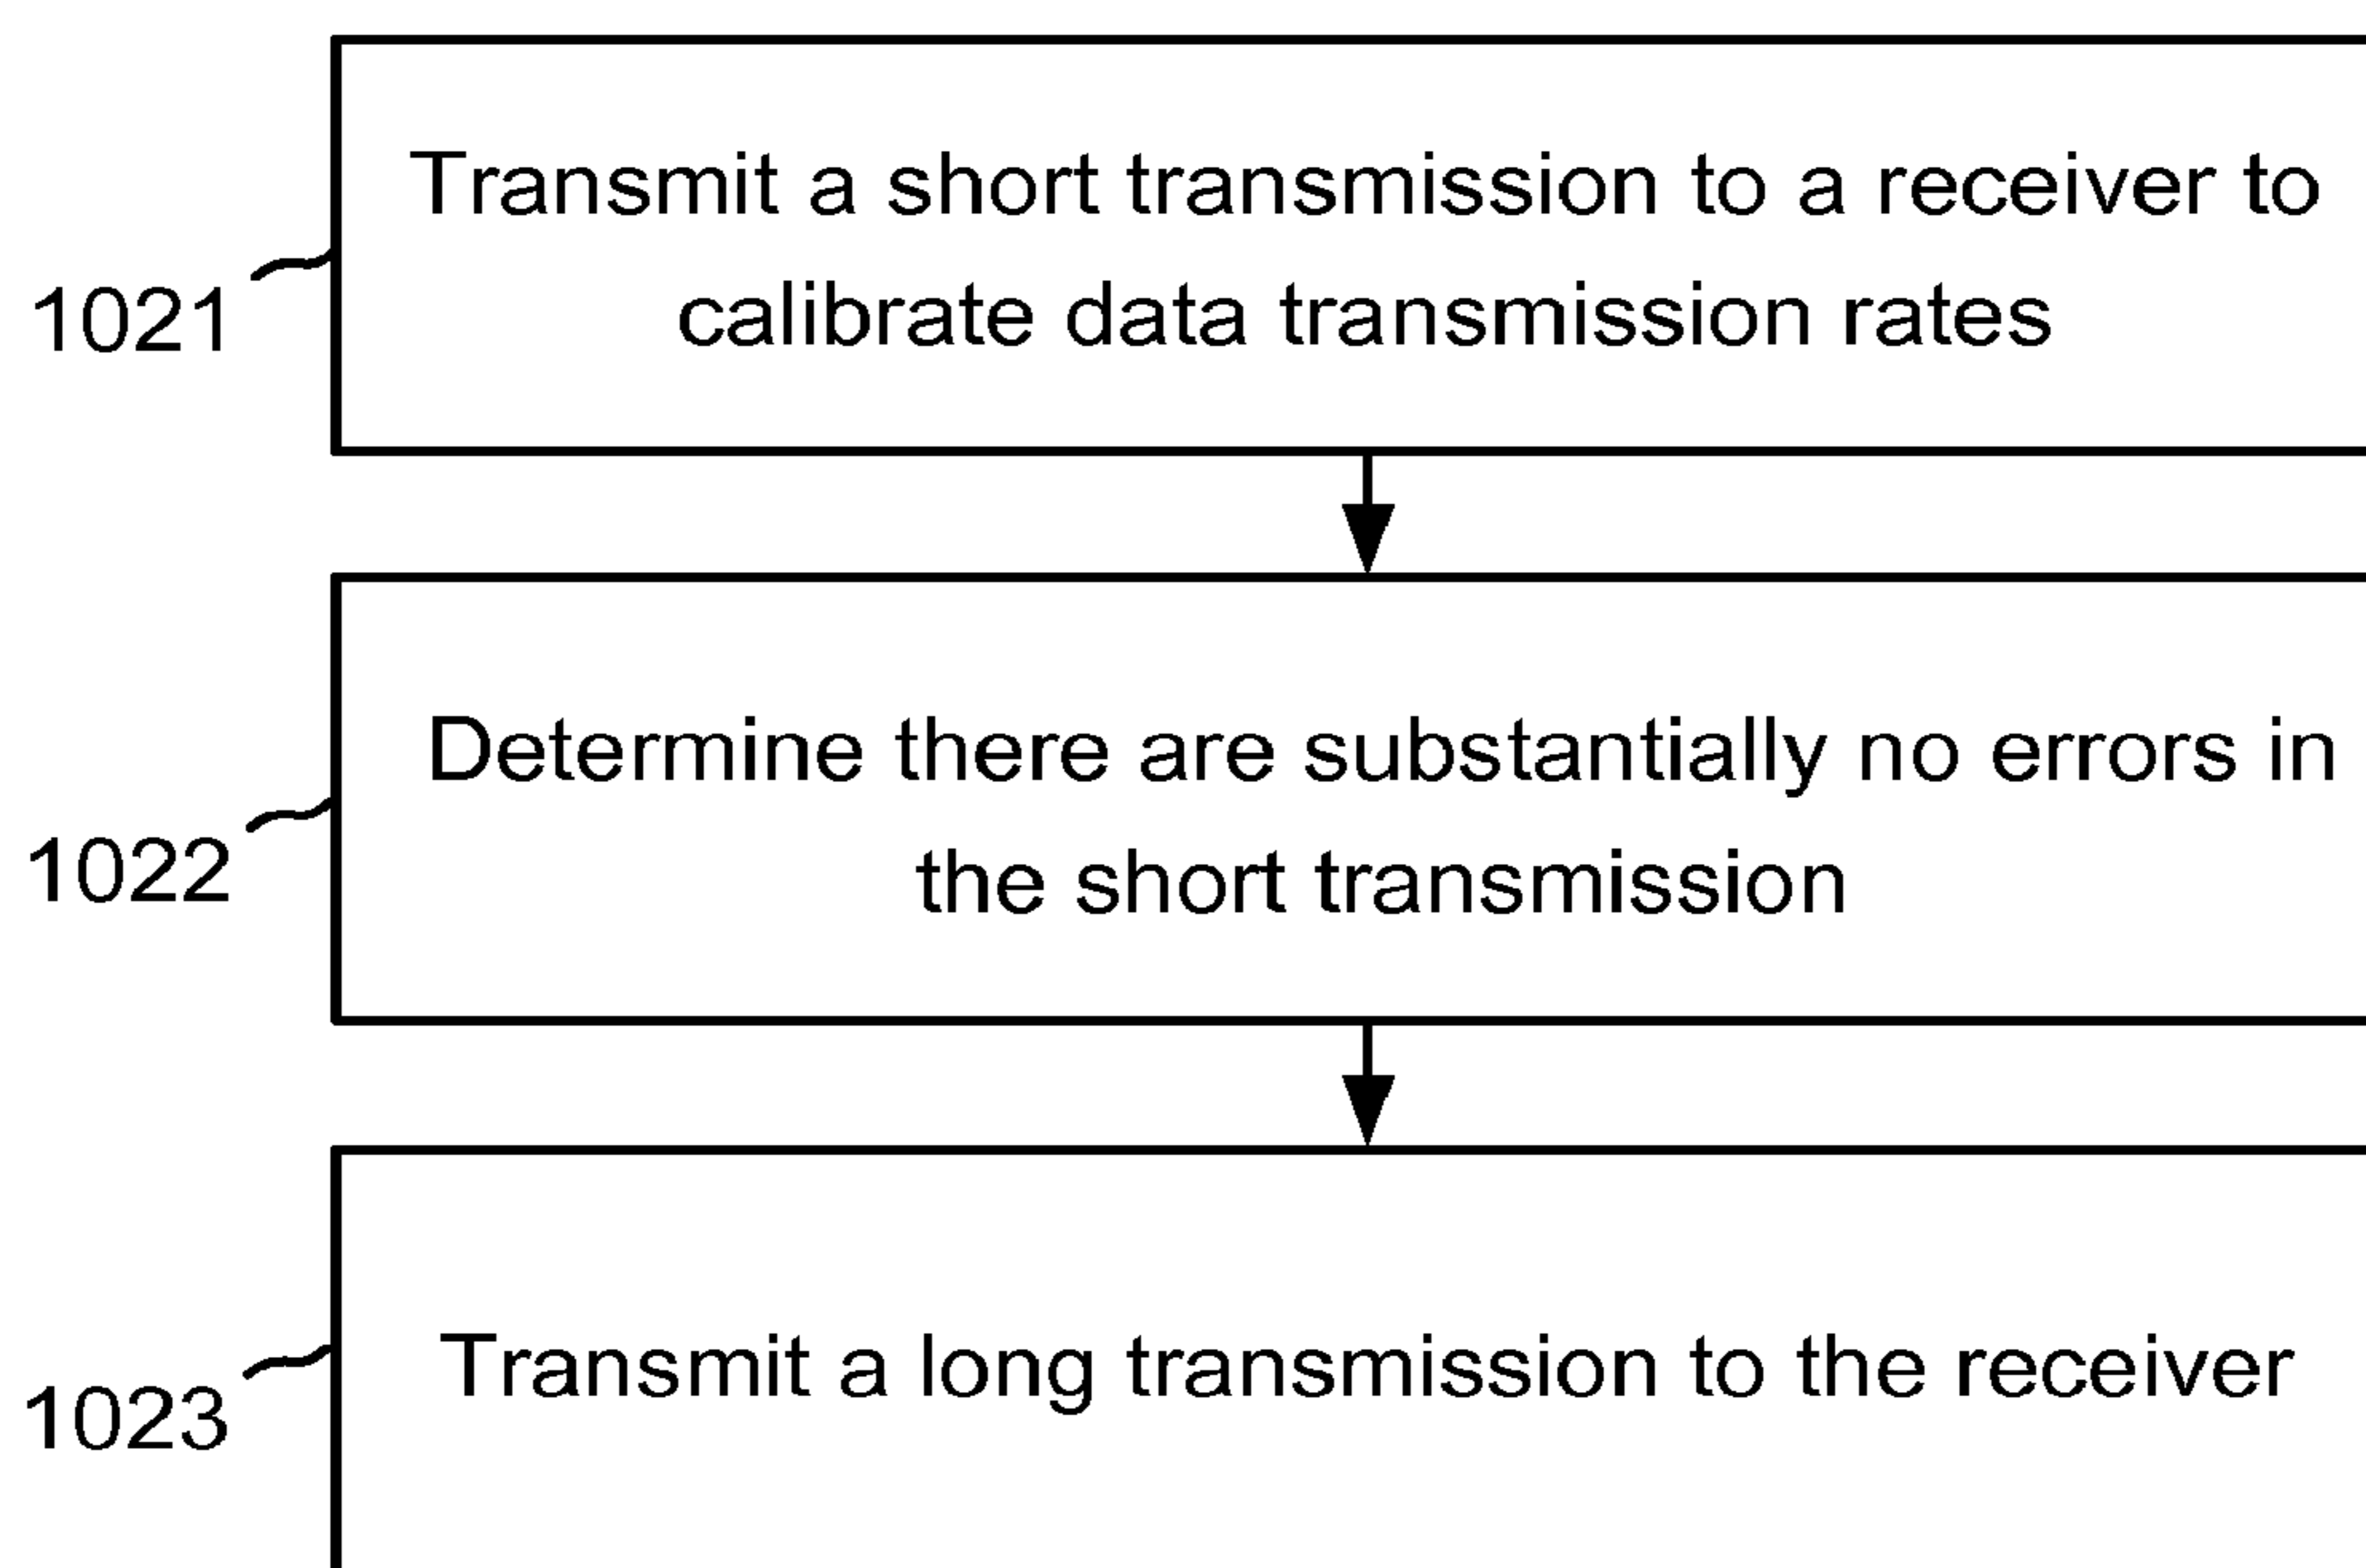 Transmit a short transmission to a receiver to
calibrate data transmission rates
1021
Determine there are substantially no errors in
the short transmission
1022
Transmit a long transmission to the receiver
1023